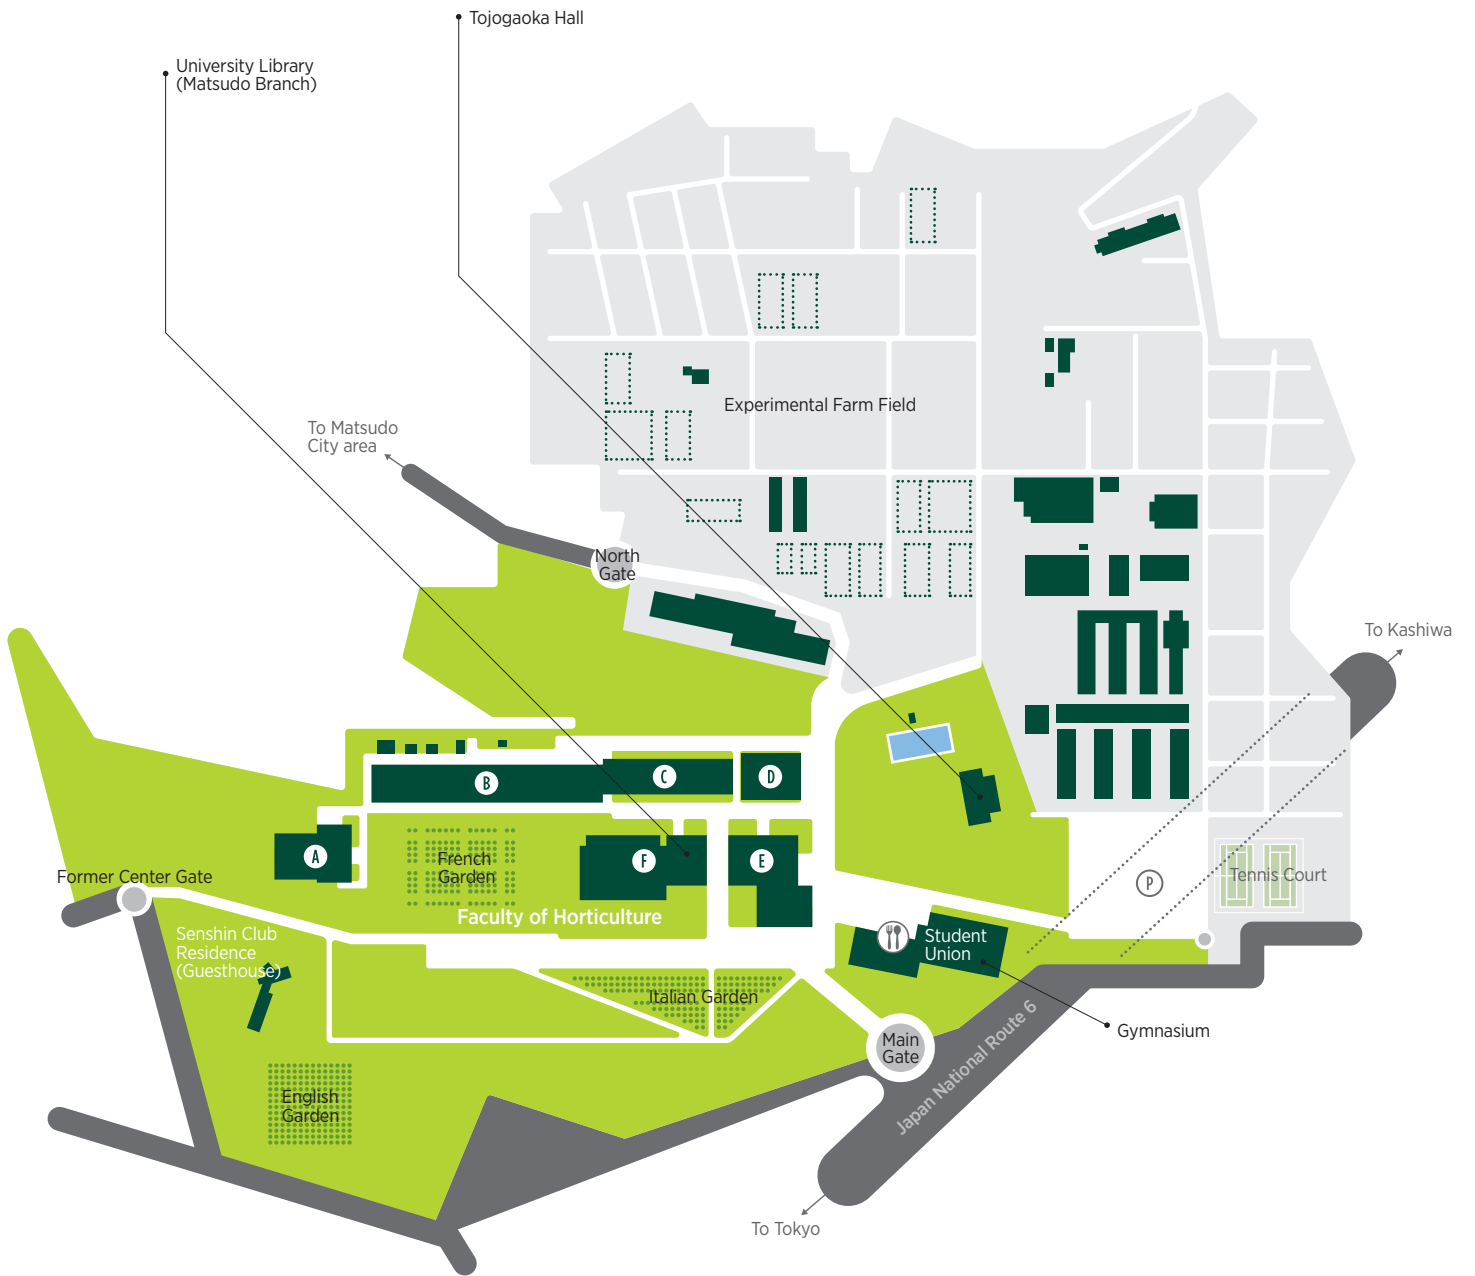 Tojogaoka Hall
University Library
(Matsudo Branch)
Experimental Farm Field
To Matsudo
City area
North
Gate
To Kashiwa
B
C
D
A
F
E
French
Garden
Former Center Gate
P
Tennis Court
Faculty of Horticulture
Senshin Club
Residence
(Guesthouse)
Student
Union
Italian Garden
Gymnasium
Main
Gate
Japan National Route 6
English
Garden
To Tokyo